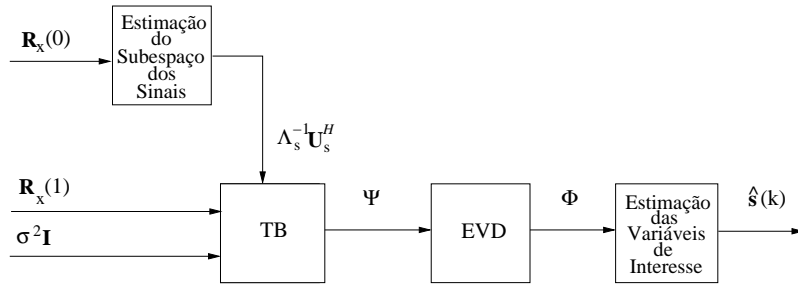 R_x(0)
Estimação
do
Subespaço
dos
Sinais
Λ_s^{-1} U_s^H
R_x(1)
σ^2 I
TB
Ψ
EVD
Φ
Estimação
das
Variáveis
de
Interesse
ŝ(k)